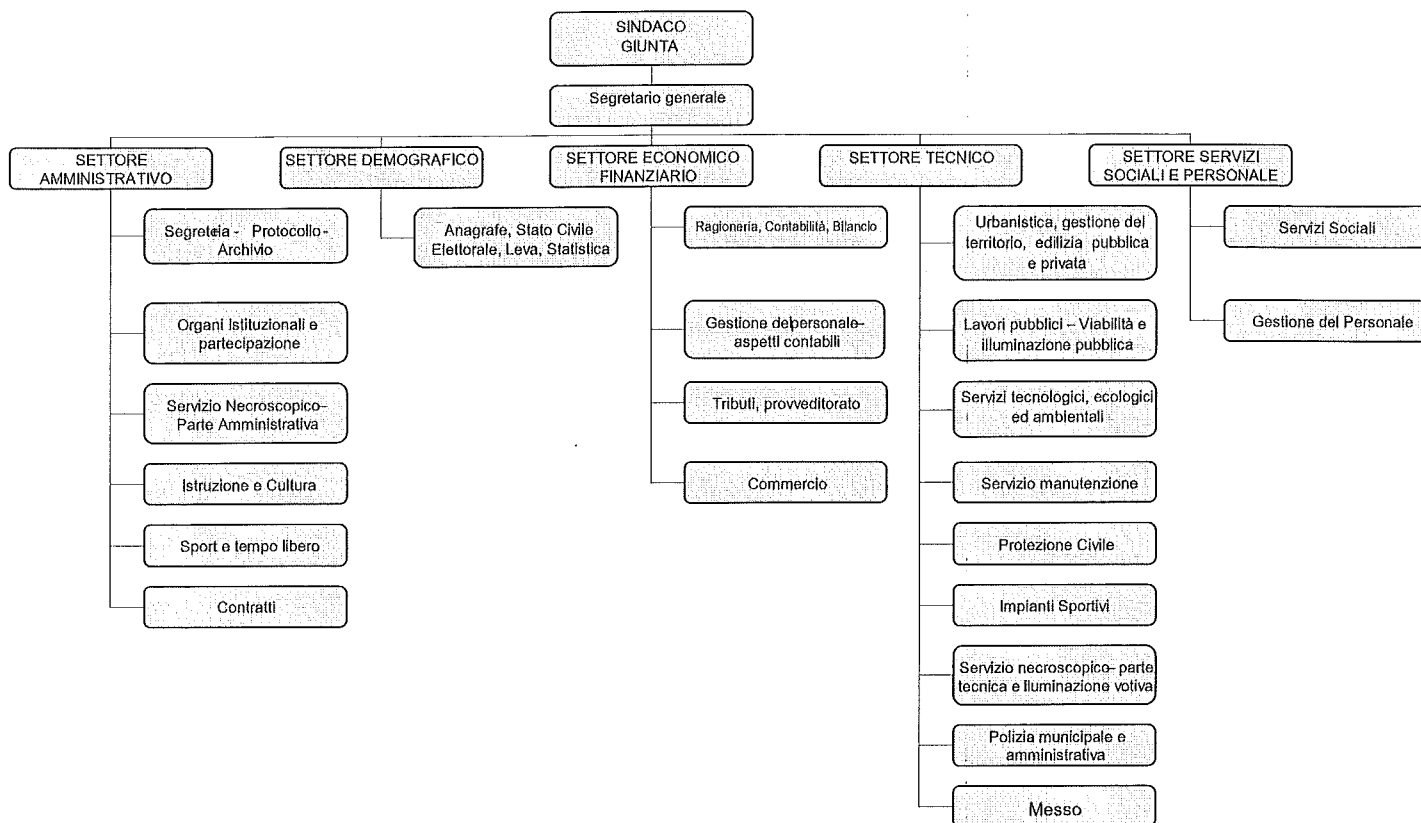 SINDACO
GIUNTA
Segretario generale
SETTORE
AMMINISTRATIVO
Segreteia - Protocollo-
Archivio
Organi Istituzionali e
partecipazione
Servizio Necroscopico-
Parte Amministrativa
Istruzione e Cultura
Sport e tempo libero
Contratti
SETTORE DEMOGRAFICO
Anagrafe, Stato Civile
Elettorale, Leva, Statistica
SETTORE ECONOMICO
FINANZIARIO
Ragioneria, Contabilità, Bilancio
Gestione delpersonale-
aspetti contabili
Tributi, provveditorato
Commercio
SETTORE TECNICO
Urbanistica, gestione del
territorio, edilizia pubblica
e privata
Lavori pubblici – Viabilità e
illuminazione pubblica
Servizi tecnologici, ecologici
ed ambientali
Servizio manutenzione
Protezione Civile
Impianti Sportivi
Servizio necroscopico- parte
tecnica e iluminazione votiva
Polizia municipale e
amministrativa
Messo
SETTORE SERVIZI
SOCIALI E PERSONALE
Servizi Sociali
Gestione del Personale